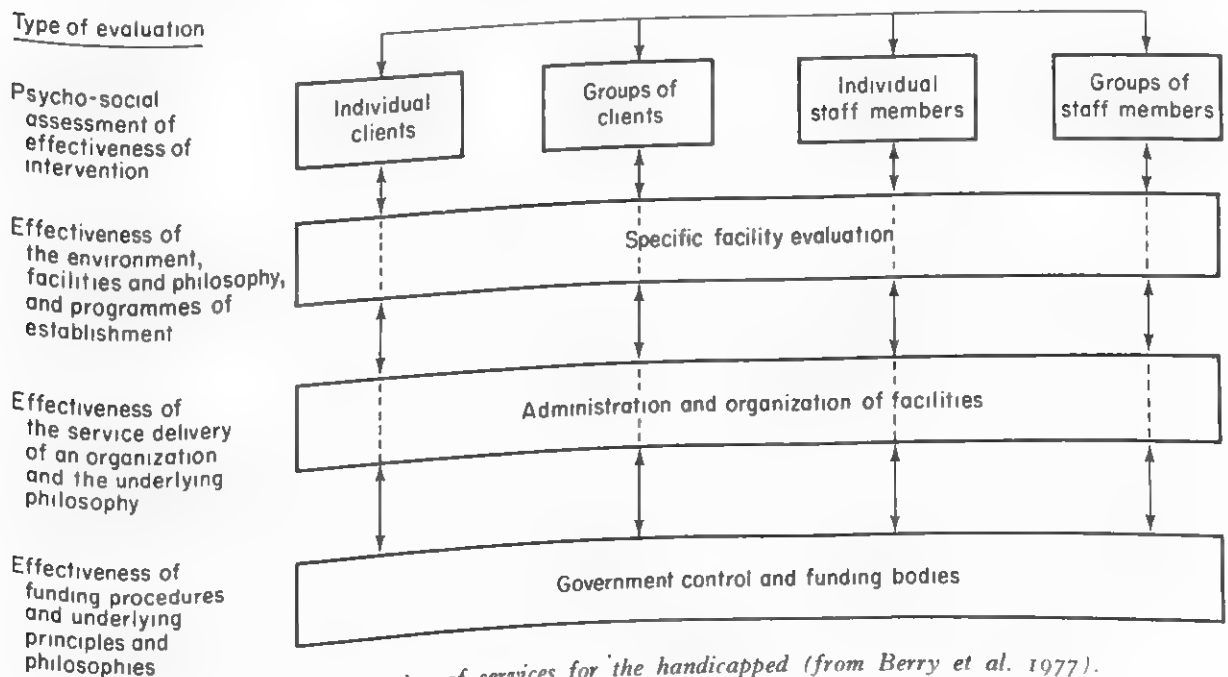 Type of evaluation
Psycho-social
assessment of
effectiveness of
intervention
Individual
clients
Groups of
clients
Individual
staff members
Groups of
staff members
Effectiveness of
the environment,
facilities and philosophy,
and programmes of
establishment
Specific facility evaluation
Effectiveness of
the service delivery
of an organization
and the underlying
philosophy
Administration and organization of facilities
Effectiveness of
funding procedures
and underlying
principles and
philosophies
Government control and funding bodies
of services for the handicapped (from Berry et al. 1977).